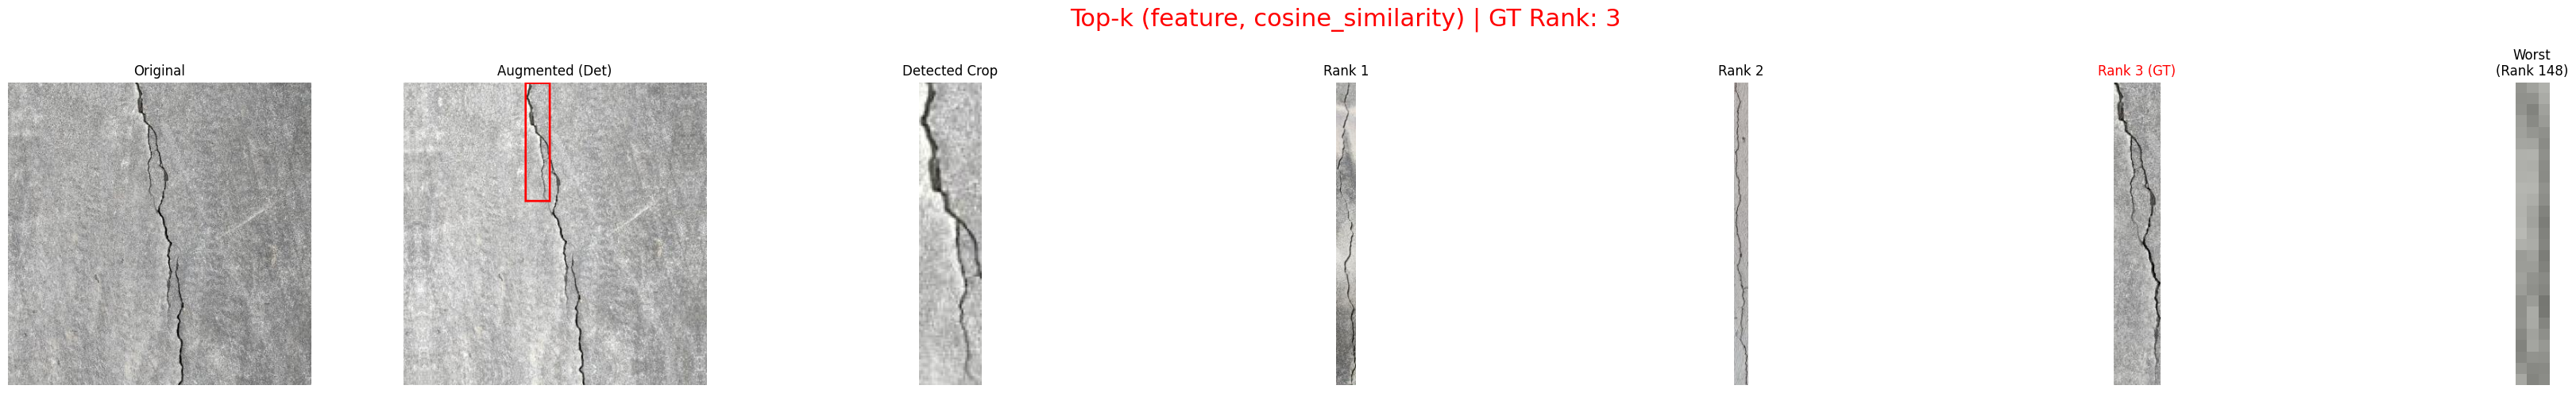 Top-k (feature, cosine_similarity) | GT Rank: 3
Original
Augmented (Det)
Detected Crop
Rank 1
Rank 2
Rank 3 (GT)
Worst
(Rank 148)